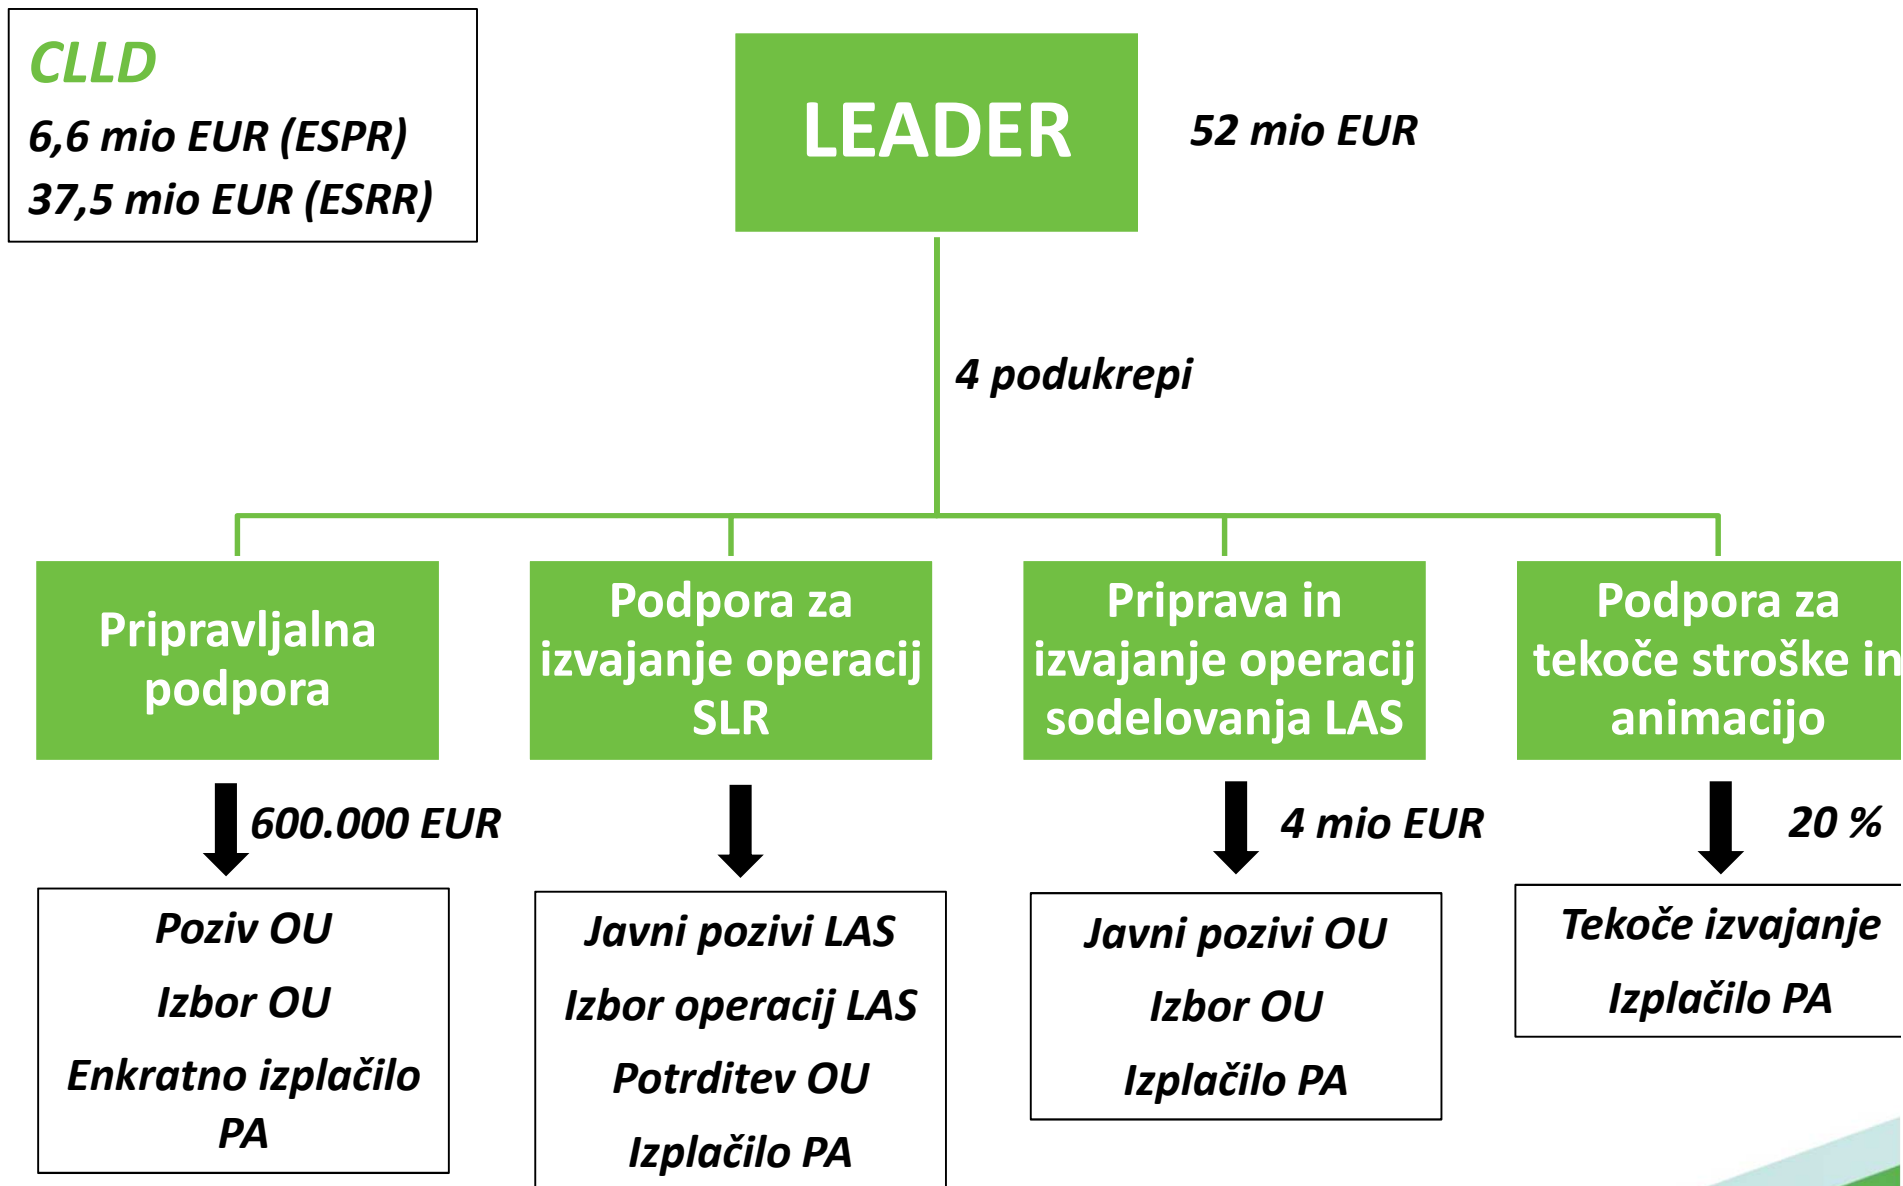 CLLD
6,6 mio EUR (ESPR)
37,5 mio EUR (ESRR)
LEADER
52 mio EUR
4 podukrepi
Pripravljalna
podpora
Podpora za
izvajanje operacij
SLR
Priprava in
izvajanje operacij
sodelovanja LAS
Podpora za
tekoče stroške in
animacijo
600.000 EUR
4 mio EUR
20 %
Poziv OU
Izbor OU
Enkratno izplačilo
PA
Javni pozivi LAS
Izbor operacij LAS
Potrditev OU
Izplačilo PA
Javni pozivi OU
Izbor OU
Izplačilo PA
Tekoče izvajanje
Izplačilo PA